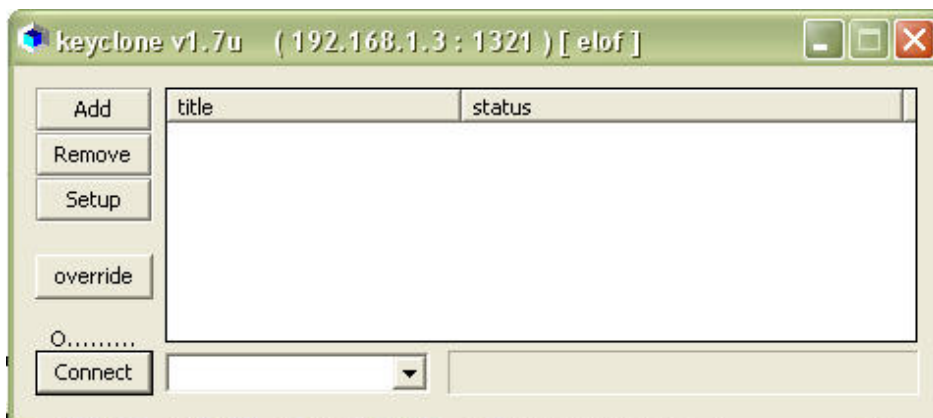 keyclone v1.7u ( 192.168.1.3 : 1321 ) [ elof ]
Add
title status
Remove
Setup
override
O.........
Connect